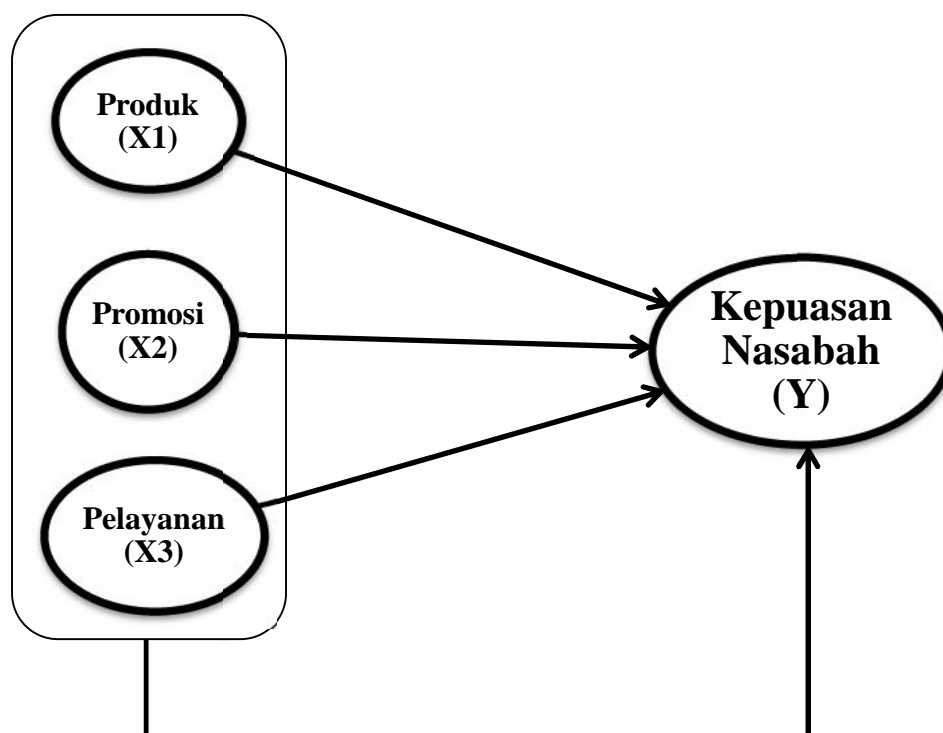 Produk
(X1)
Promosi
(X2)
Pelayanan
(X3)
Kepuasan
Nasabah
(Y)